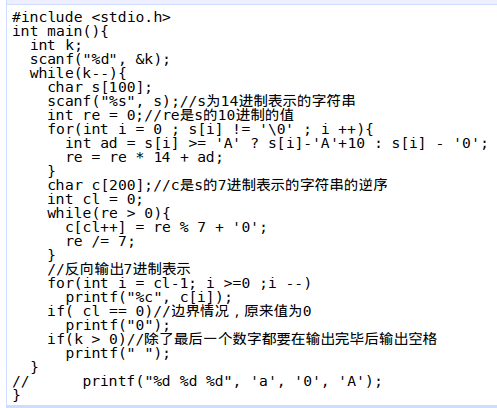 #include <stdio.h>
int main(){
  int k;
  scanf("%d", &k);
  while(k--){
    char s[100];
    scanf("%s", s);//s为14进制表示的字符串
    int re = 0;//re是s的10进制的值
    for(int i = 0 ; s[i] != '\0' ; i ++){
      int ad = s[i] >= 'A' ? s[i]-'A'+10 : s[i] - '0';
      re = re * 14 + ad;
    }
    char c[200];//c是s的7进制表示的字符串的逆序
    int cl = 0;
    while(re > 0){
      c[cl++] = re % 7 + '0';
      re /= 7;
    }
    //反向输出7进制表示
    for(int i = cl-1; i >=0 ;i --)
      printf("%c", c[i]);
    if( cl == 0)//边界情况，原来值为0
      printf("0");
    if(k > 0)//除了最后一个数字都要在输出完毕后输出空格
      printf(" ");
  }
//      printf("%d %d %d", 'a', '0', 'A');
}